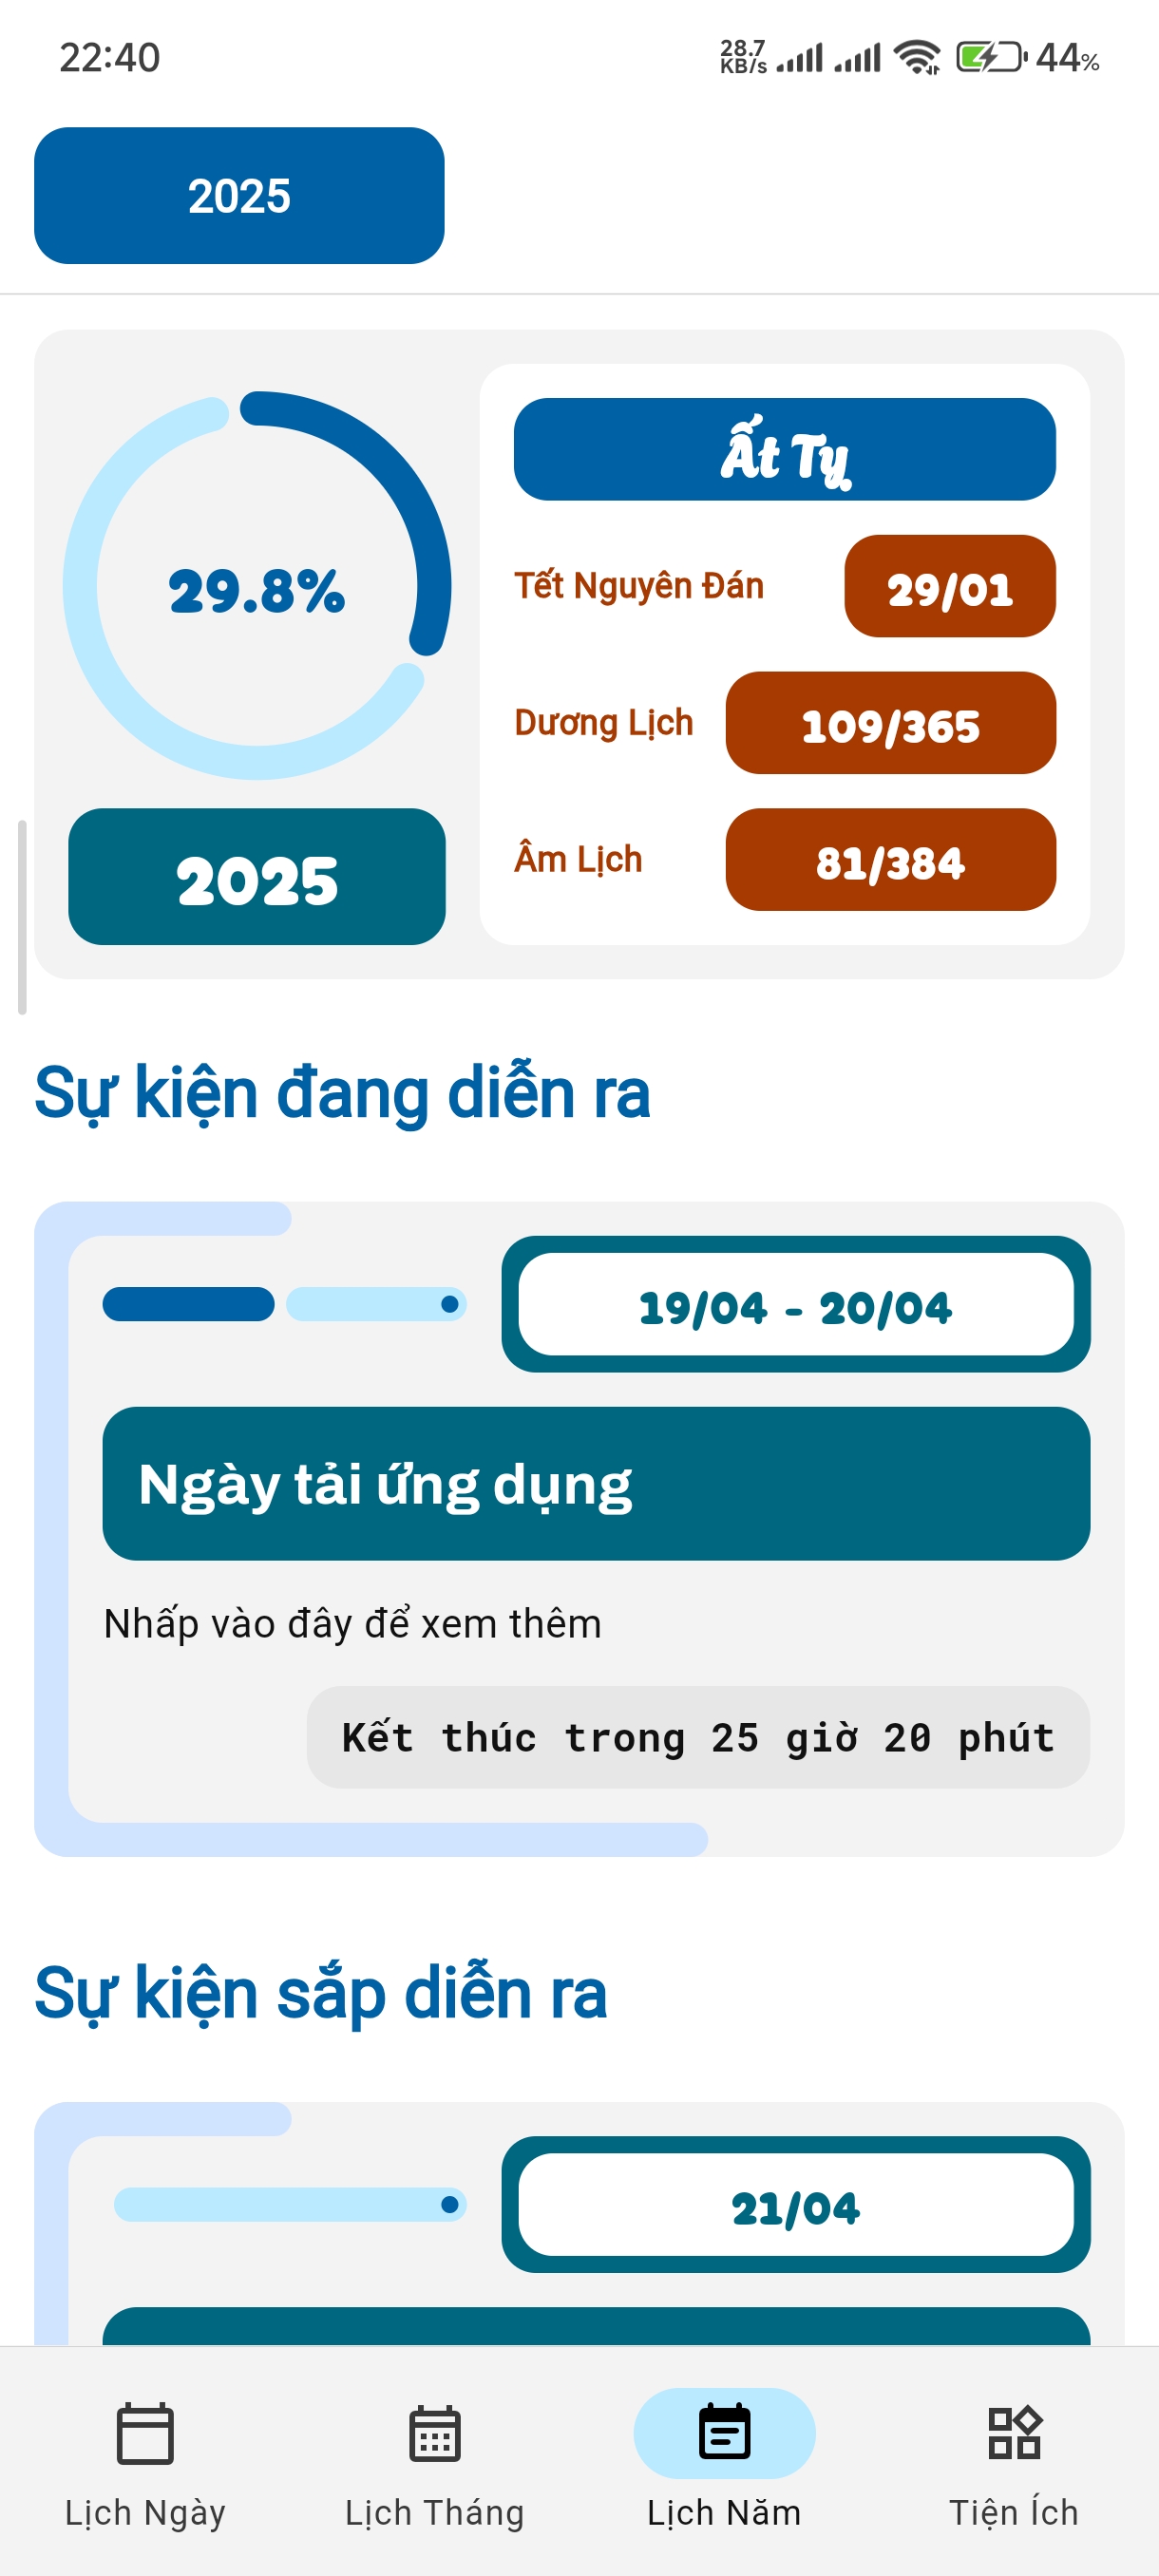 22:40
28.7
KB/s
44%
2025
29.8%
2025
Ất Tỵ
Tết Nguyên Đán
29/01
Dương Lịch
109/365
Âm Lịch
81/384
Sự kiện đang diễn ra
19/04 - 20/04
Ngày tải ứng dụng
Nhấp vào đây để xem thêm
Kết thúc trong 25 giờ 20 phút
Sự kiện sắp diễn ra
21/04
Lịch Ngày
Lịch Tháng
Lịch Năm
Tiện Ích